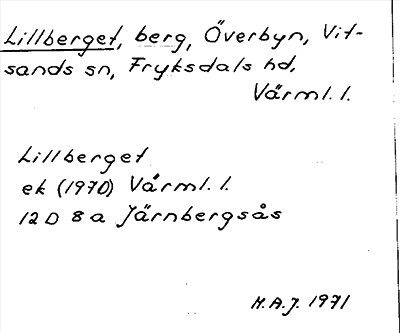 Lillberget, berg, Överbyn, Vit-
sands sn, Fryksdals hd,
Värml. l.
Lillberget
ek (1970) Värml. l.
12 D 8 a Järnbergsås
H.A.J. 1971